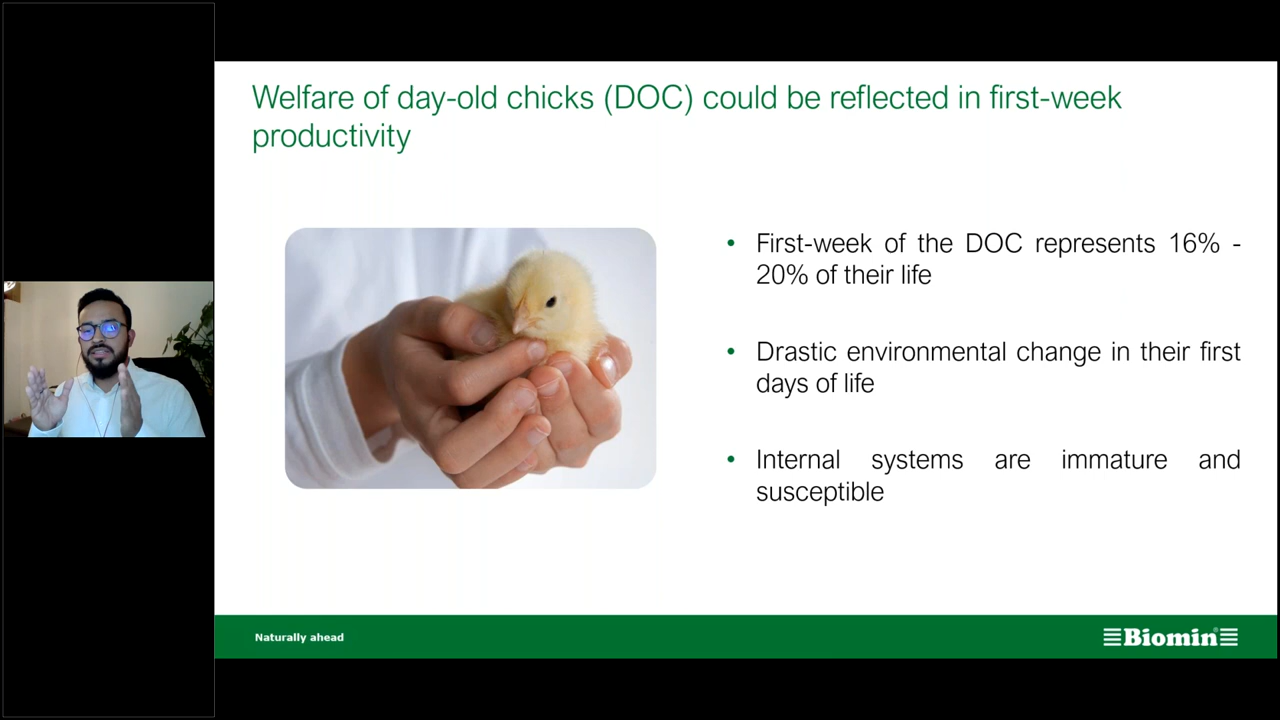 Welfare of day-old chicks (DOC) could be reflected in first-week
productivity
• First-week of the DOC represents 16% -
20% of their life
• Drastic environmental change in their first
days of life
• Internal systems are immature and
susceptible
Naturally ahead
Biomin®